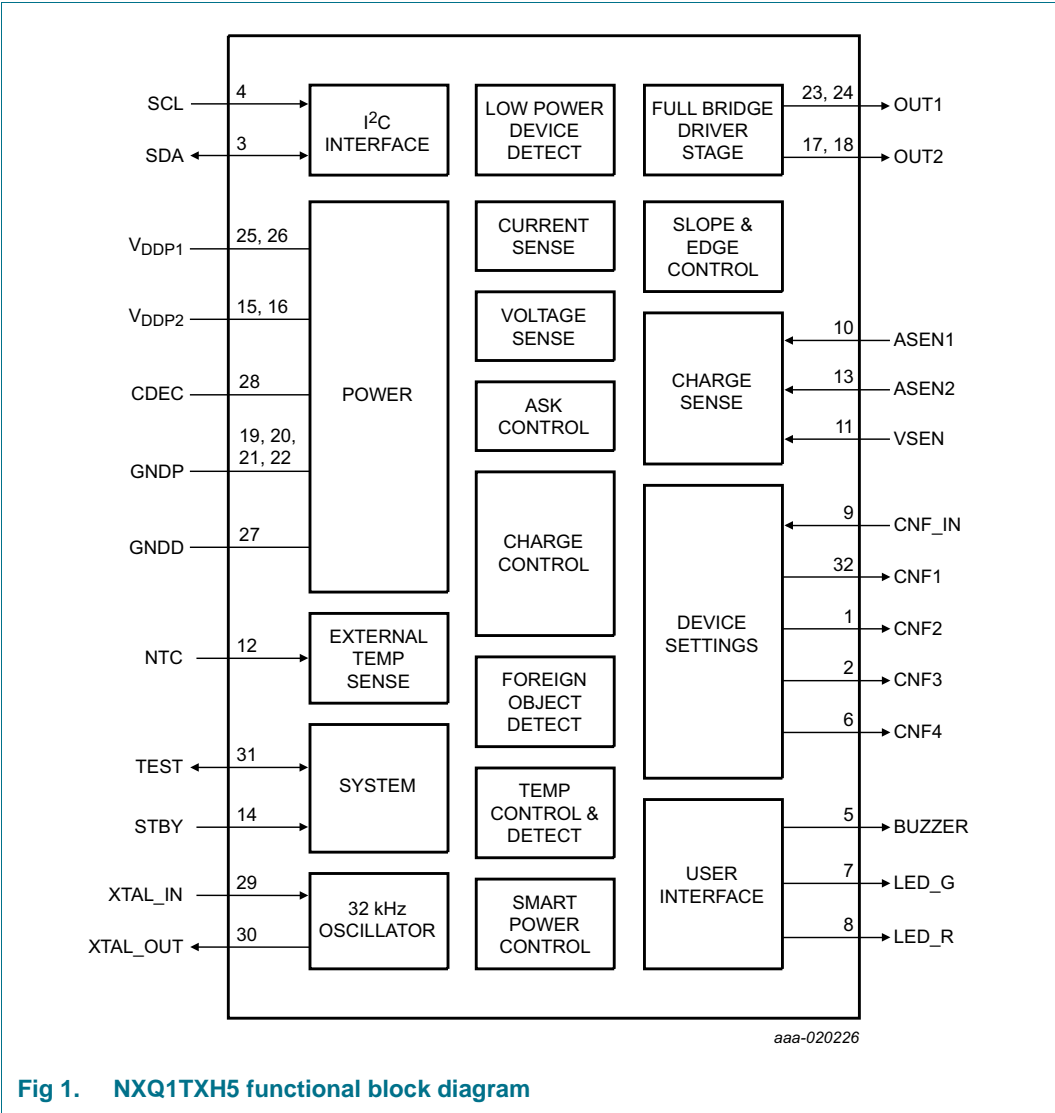 SCL
4
SDA
3
I2C
INTERFACE
LOW POWER
DEVICE
DETECT
FULL BRIDGE
DRIVER
STAGE
23, 24
OUT1
17, 18
OUT2
VDDP1
25, 26
VDDP2
15, 16
CDEC
28
GNDP
19, 20,
21, 22
GNDD
27
POWER
CURRENT
SENSE
SLOPE &
EDGE
CONTROL
VOLTAGE
SENSE
ASK
CONTROL
CHARGE
SENSE
10
ASEN1
13
ASEN2
11
VSEN
CHARGE
CONTROL
DEVICE
SETTINGS
9
CNF_IN
32
CNF1
1
CNF2
2
CNF3
6
CNF4
NTC
12
EXTERNAL
TEMP
SENSE
FOREIGN
OBJECT
DETECT
TEST
31
STBY
14
SYSTEM
TEMP
CONTROL &
DETECT
USER
INTERFACE
5
BUZZER
7
LED_G
8
LED_R
XTAL_IN
29
XTAL_OUT
30
32 kHz
OSCILLATOR
SMART
POWER
CONTROL
aaa-020226
Fig 1. NXQ1TXH5 functional block diagram